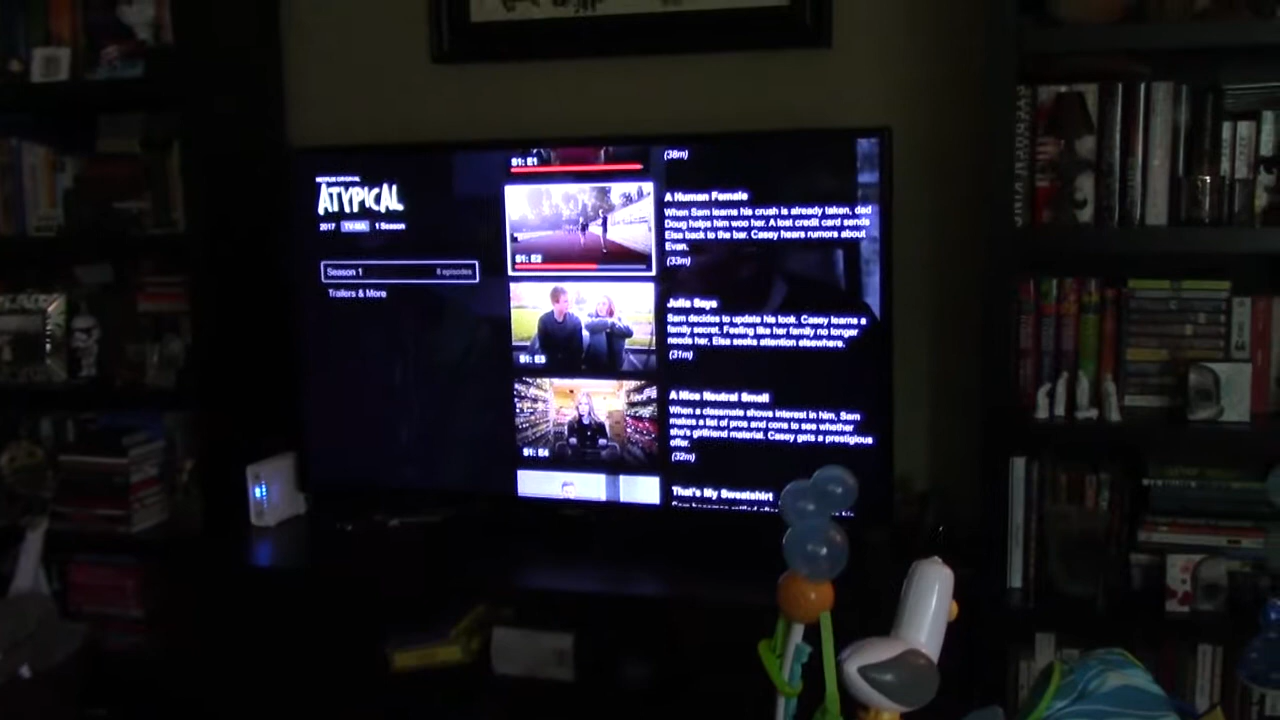 NETFLIX ORIGINAL
ATYPICAL
2017 TV-MA 1 Season
Season 1 8 episodes
Trailers & More
S1: E1
(38m)
S1: E2
A Human Female
When Sam learns his crush is already taken, dad
Doug helps him woo her. A lost credit card sends
Elsa back to the bar. Casey hears rumors about
Evan.
(33m)
S1: E3
Julia Says
Sam decides to update his look. Casey learns a
family secret. Feeling like her family no longer
needs her, Elsa seeks attention elsewhere.
(31m)
S1: E4
A Nice Neutral Smell
When a classmate shows interest in him, Sam
makes a list of pros and cons to see whether
she's girlfriend material. Casey gets a prestigious
offer.
(32m)
That's My Sweatshirt